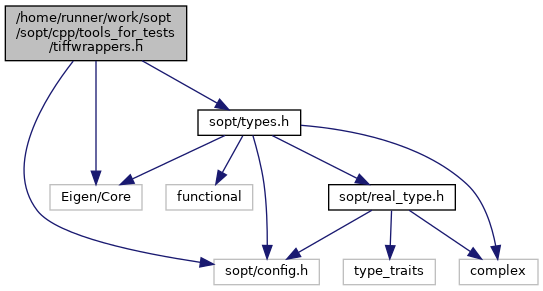 /home/runner/work/sopt
/sopt/cpp/tools_for_tests
/tiffwrappers.h
sopt/types.h
Eigen/Core
functional
sopt/real_type.h
sopt/config.h
type_traits
complex